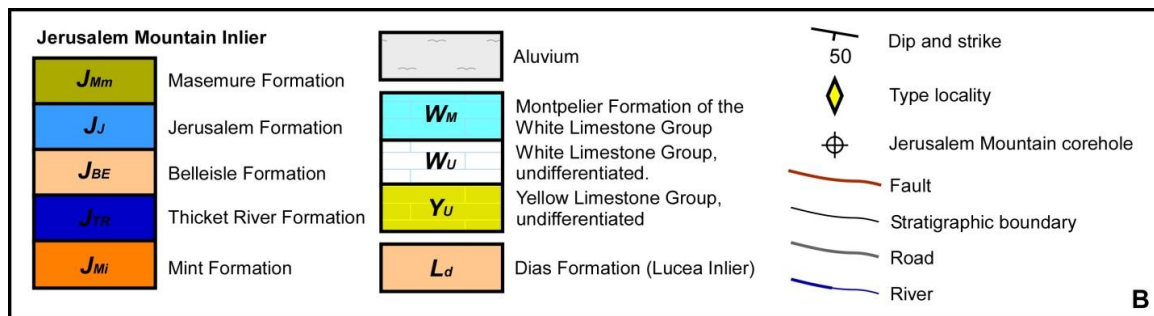 Jerusalem Mountain Inlier
JMm Masemure Formation
JJ Jerusalem Formation
JBE Belleisle Formation
JTR Thicket River Formation
JMi Mint Formation
Aluvium
WM Montpelier Formation of the
White Limestone Group
WU White Limestone Group,
undifferentiated.
YU Yellow Limestone Group,
undifferentiated
Ld Dias Formation (Lucea Inlier)
50 Dip and strike
Type locality
Jerusalem Mountain corehole
Fault
Stratigraphic boundary
Road
River
B